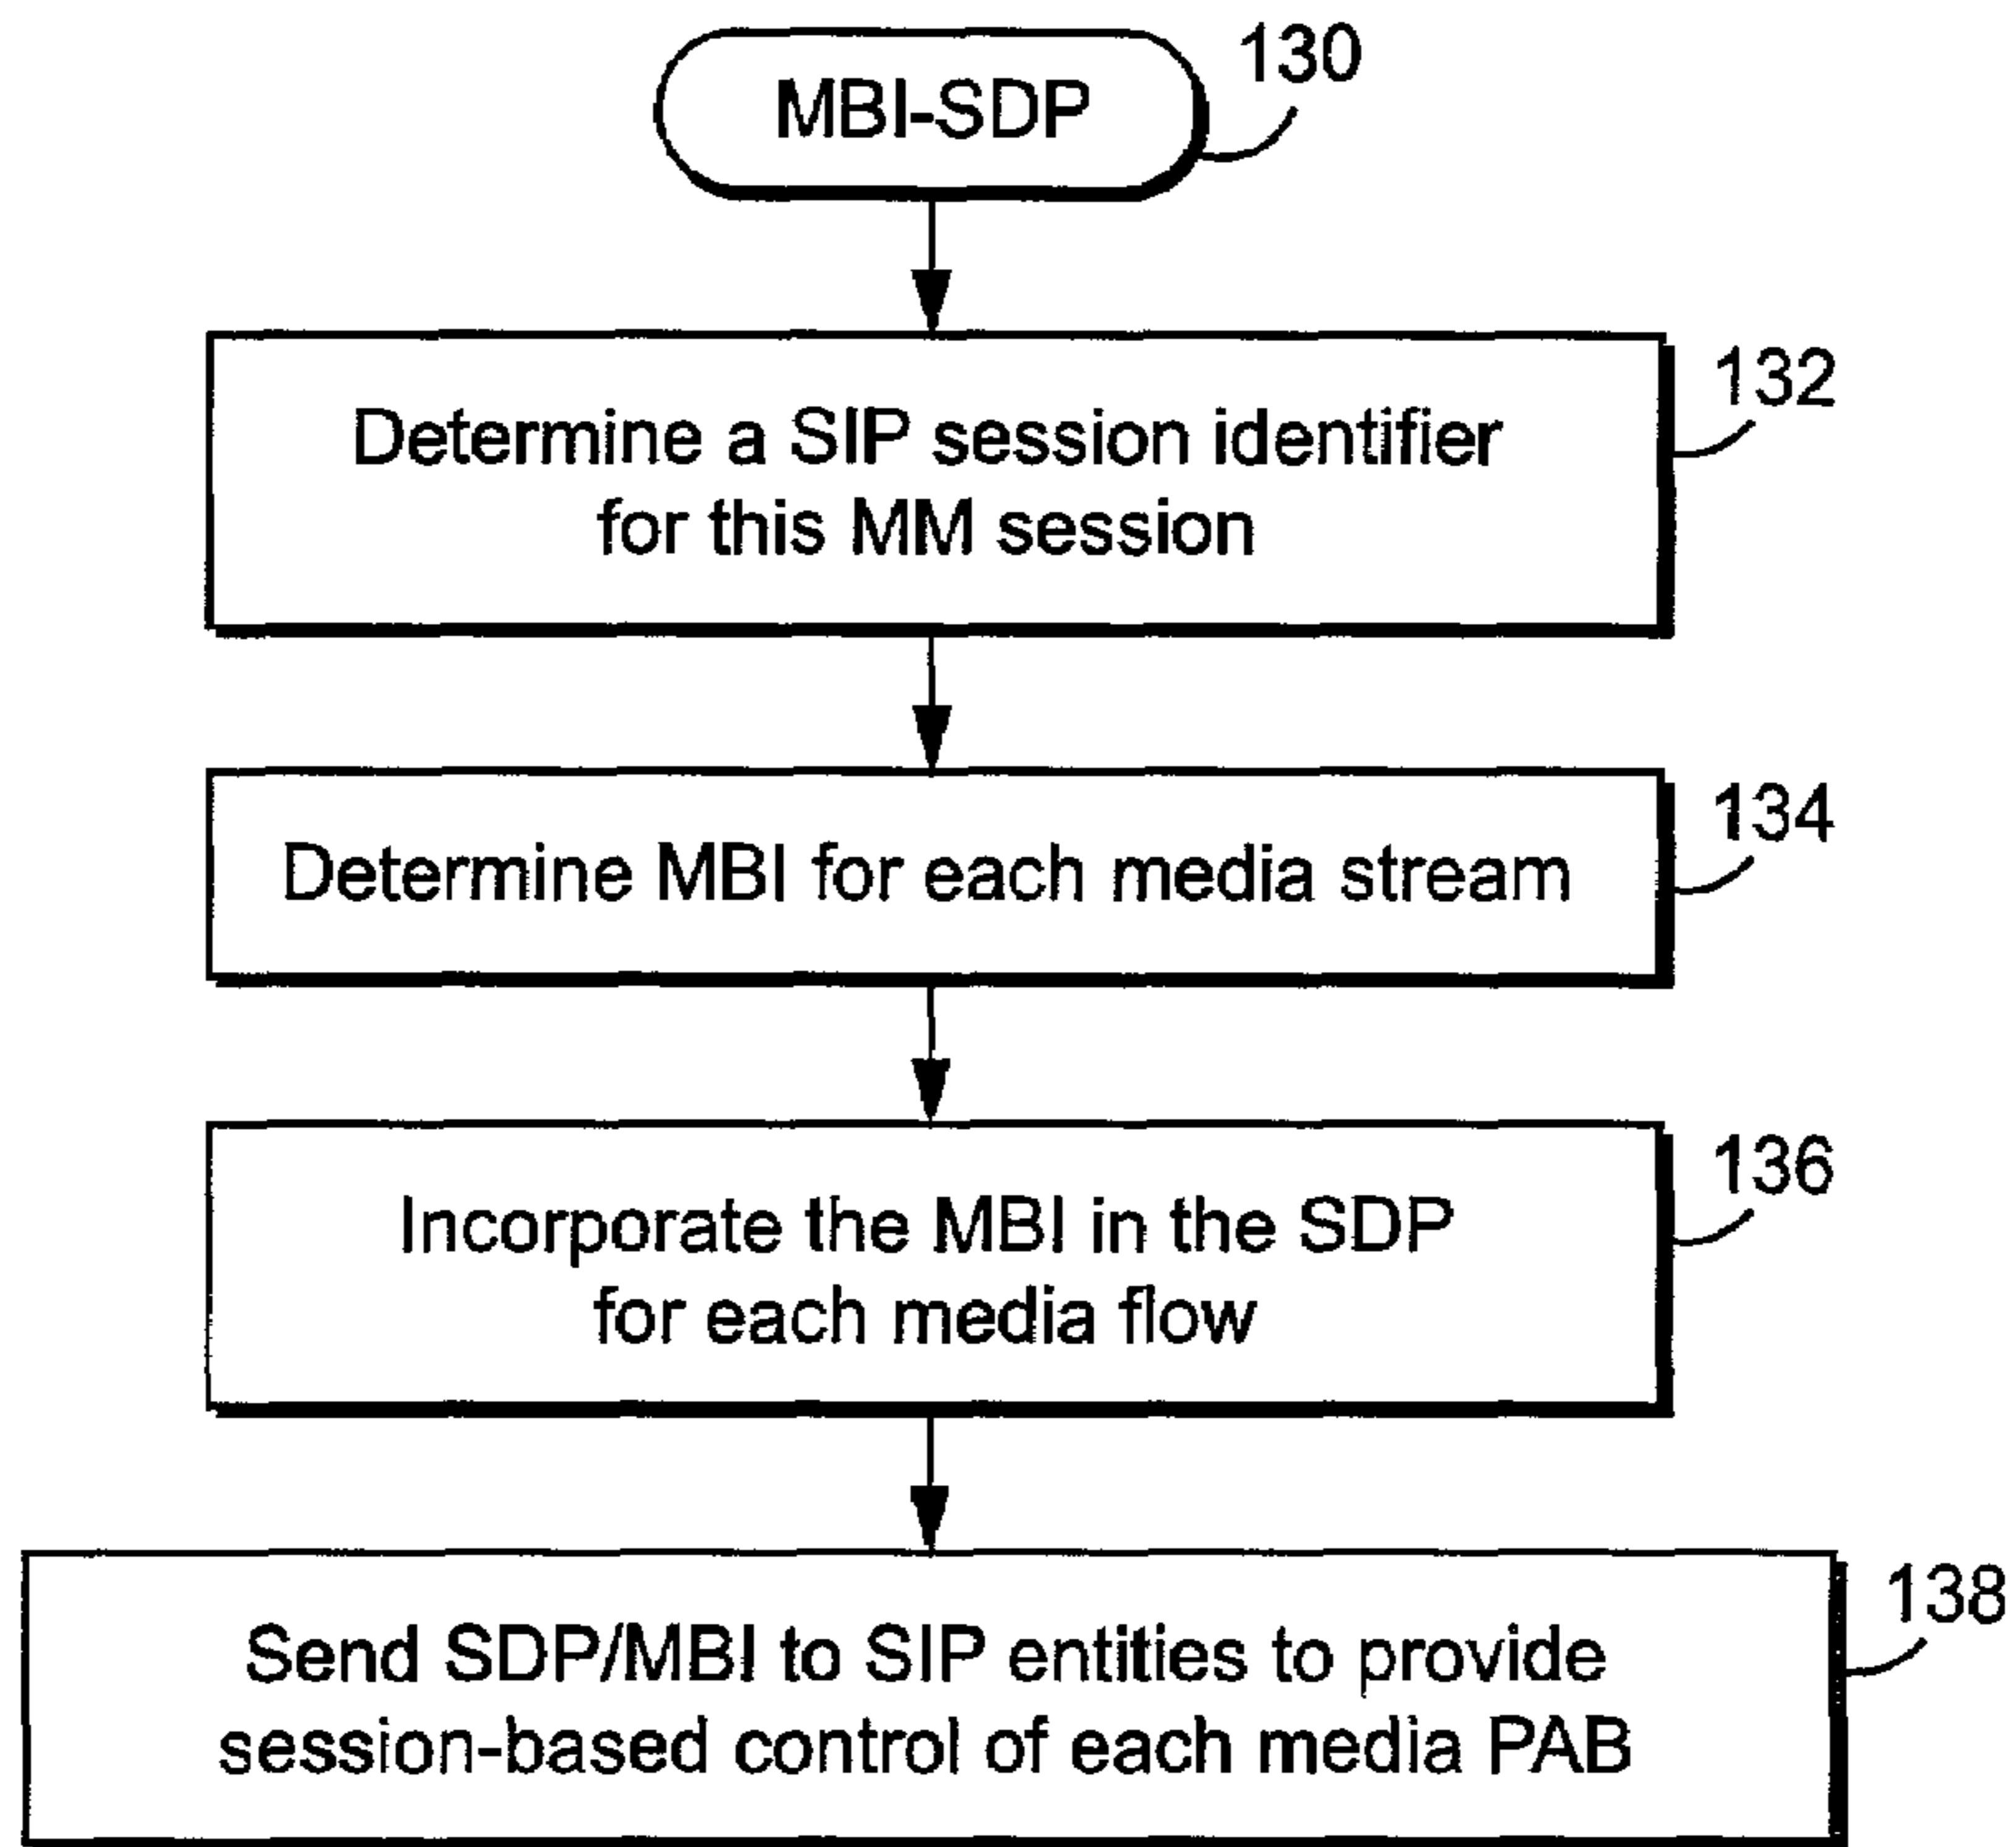 MBI-SDP
130
Determine a SIP session identifier
for this MM session
132
Determine MBI for each media stream
134
Incorporate the MBI in the SDP
for each media flow
136
Send SDP/MBI to SIP entities to provide
session-based control of each media PAB
138